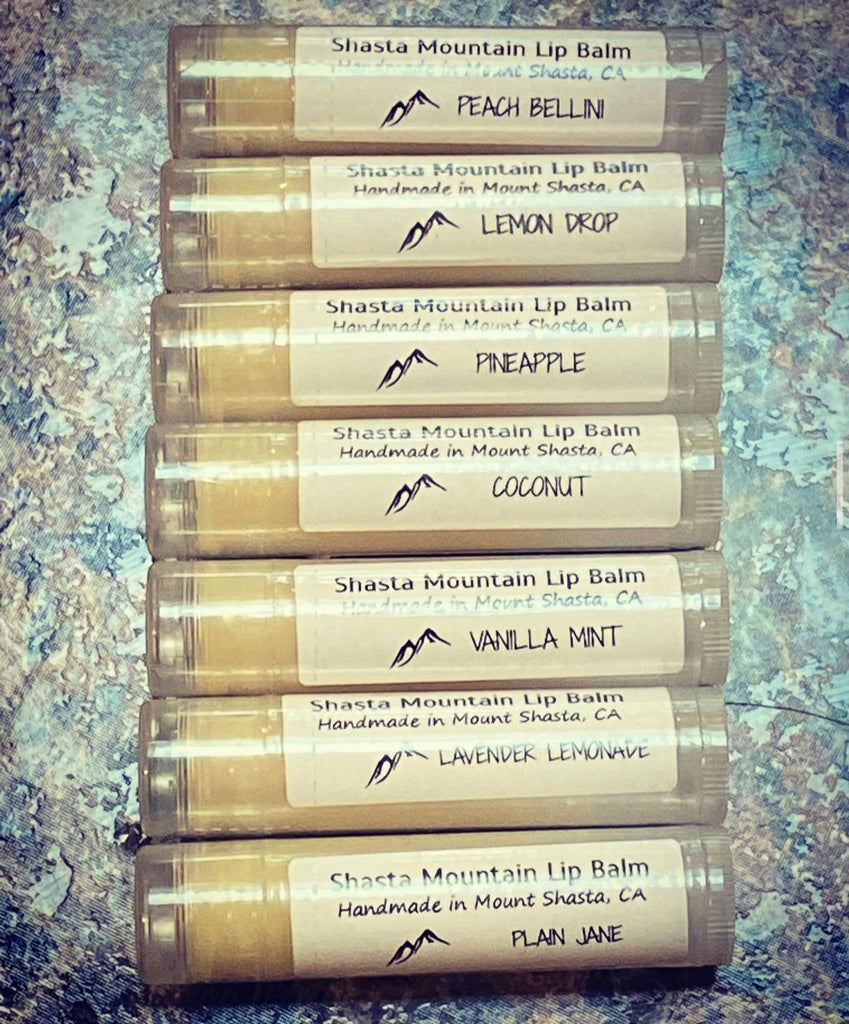 Shasta Mountain Lip Balm
Handmade in Mount Shasta, CA
PEACH BELLINI
Shasta Mountain Lip Balm
Handmade in Mount Shasta, CA
LEMON DROP
Shasta Mountain Lip Balm
Handmade in Mount Shasta, CA
PINEAPPLE
Shasta Mountain Lip Balm
Handmade in Mount Shasta, CA
COCONUT
Shasta Mountain Lip Balm
Handmade in Mount Shasta, CA
VANILLA MINT
Shasta Mountain Lip Balm
Handmade in Mount Shasta, CA
LAVENDER LEMONADE
Shasta Mountain Lip Balm
Handmade in Mount Shasta, CA
PLAIN JANE